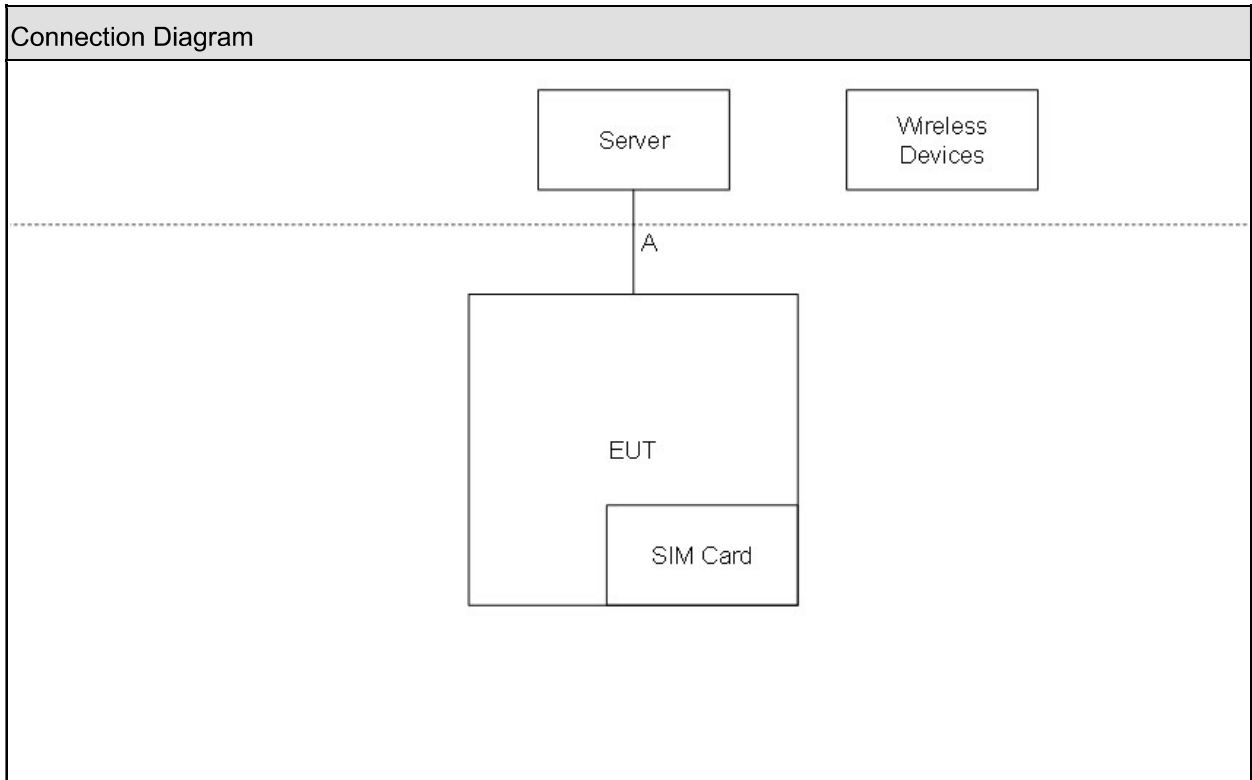 Connection Diagram
Server
Wireless
Devices
A
EUT
SIM Card